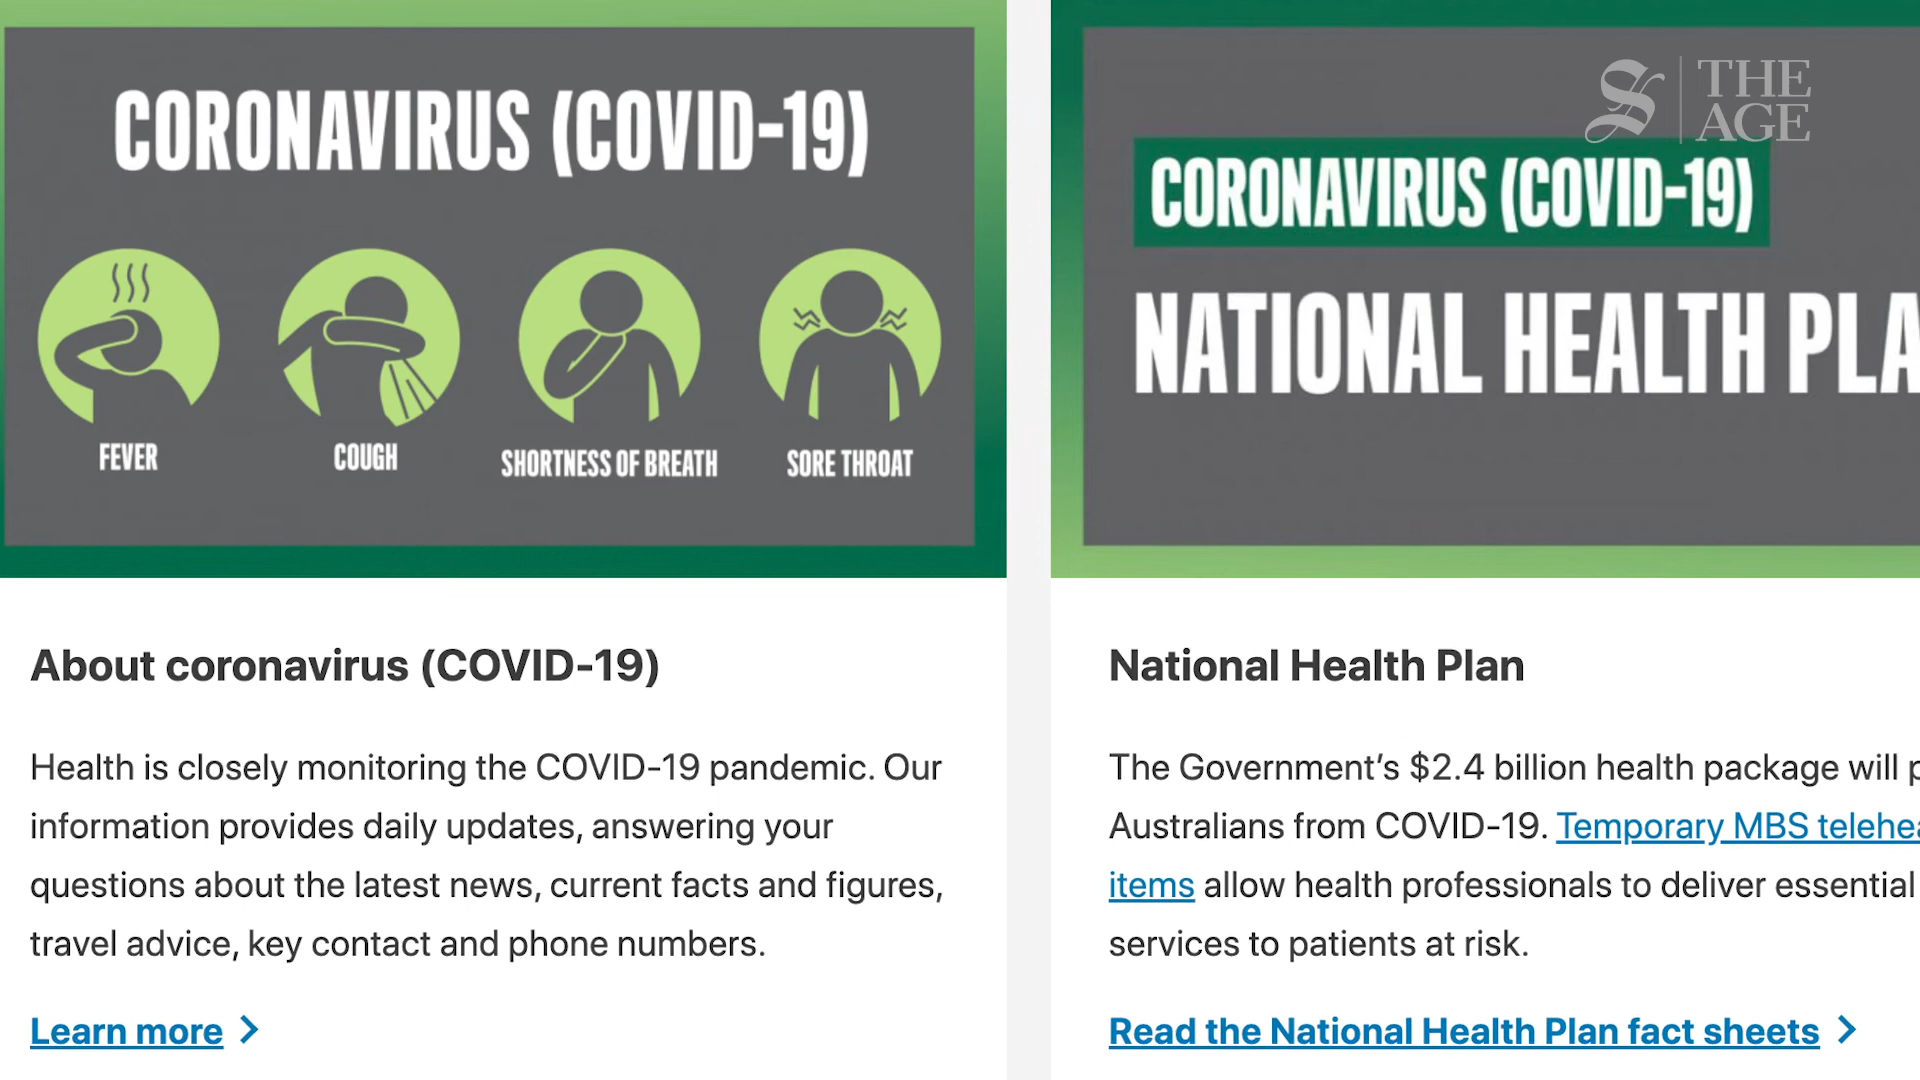 CORONAVIRUS (COVID-19)
FEVER
COUGH
SHORTNESS OF BREATH
SORE THROAT
About coronavirus (COVID-19)
Health is closely monitoring the COVID-19 pandemic. Our
information provides daily updates, answering your
questions about the latest news, current facts and figures,
travel advice, key contact and phone numbers.
Learn more
THE
AGE
CORONAVIRUS (COVID-19)
NATIONAL HEALTH
National Health Plan
The Government’s $2.4 billion health package will
Australians from COVID-19. Temporary MBS
items allow health professionals to deliver essential
services to patients at risk.
Read the National Health Plan fact sheets